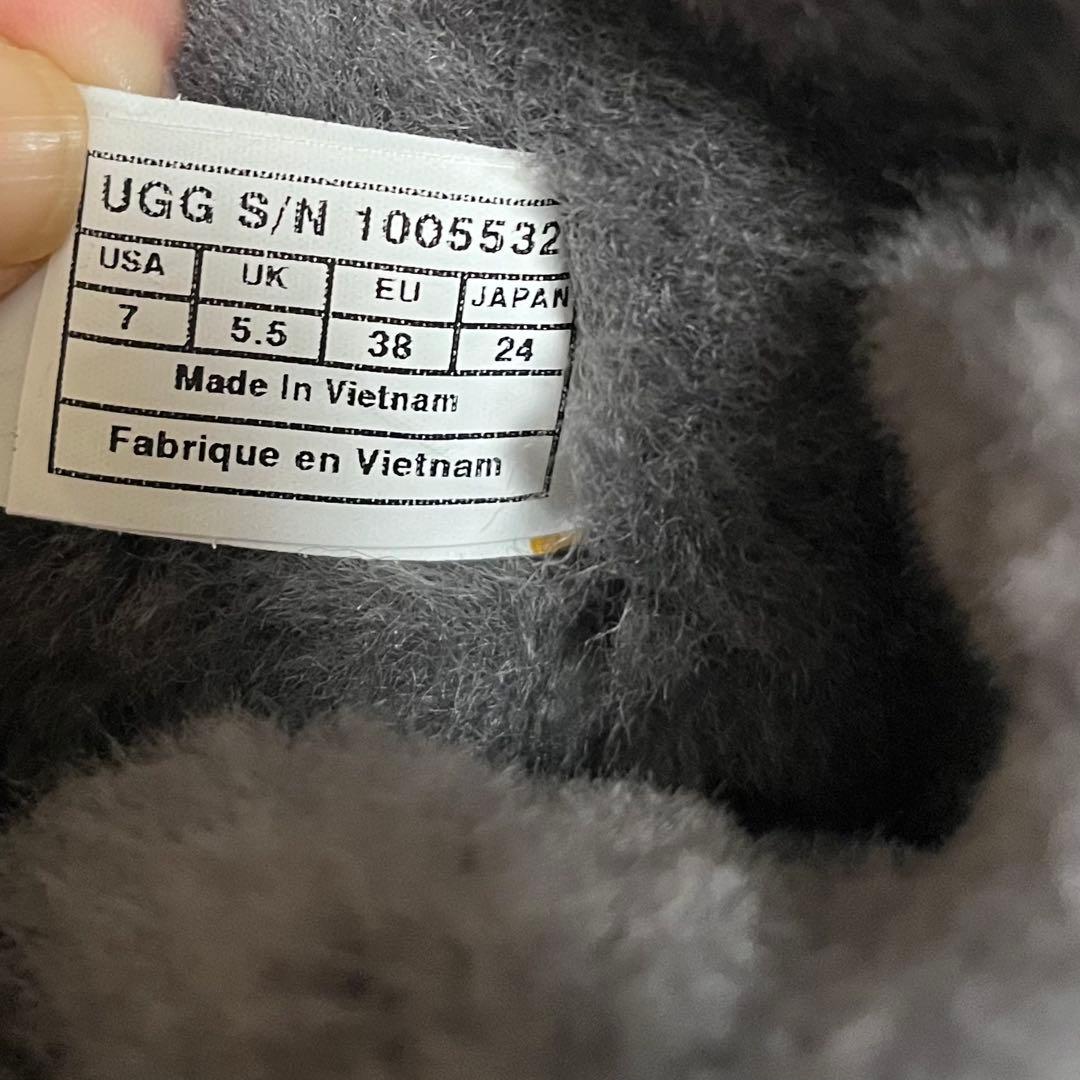 UGG S/N 1005532
USA UK EU JAPAN
7 5.5 38 24
Made In Vietnam
Fabrique en Vietnam